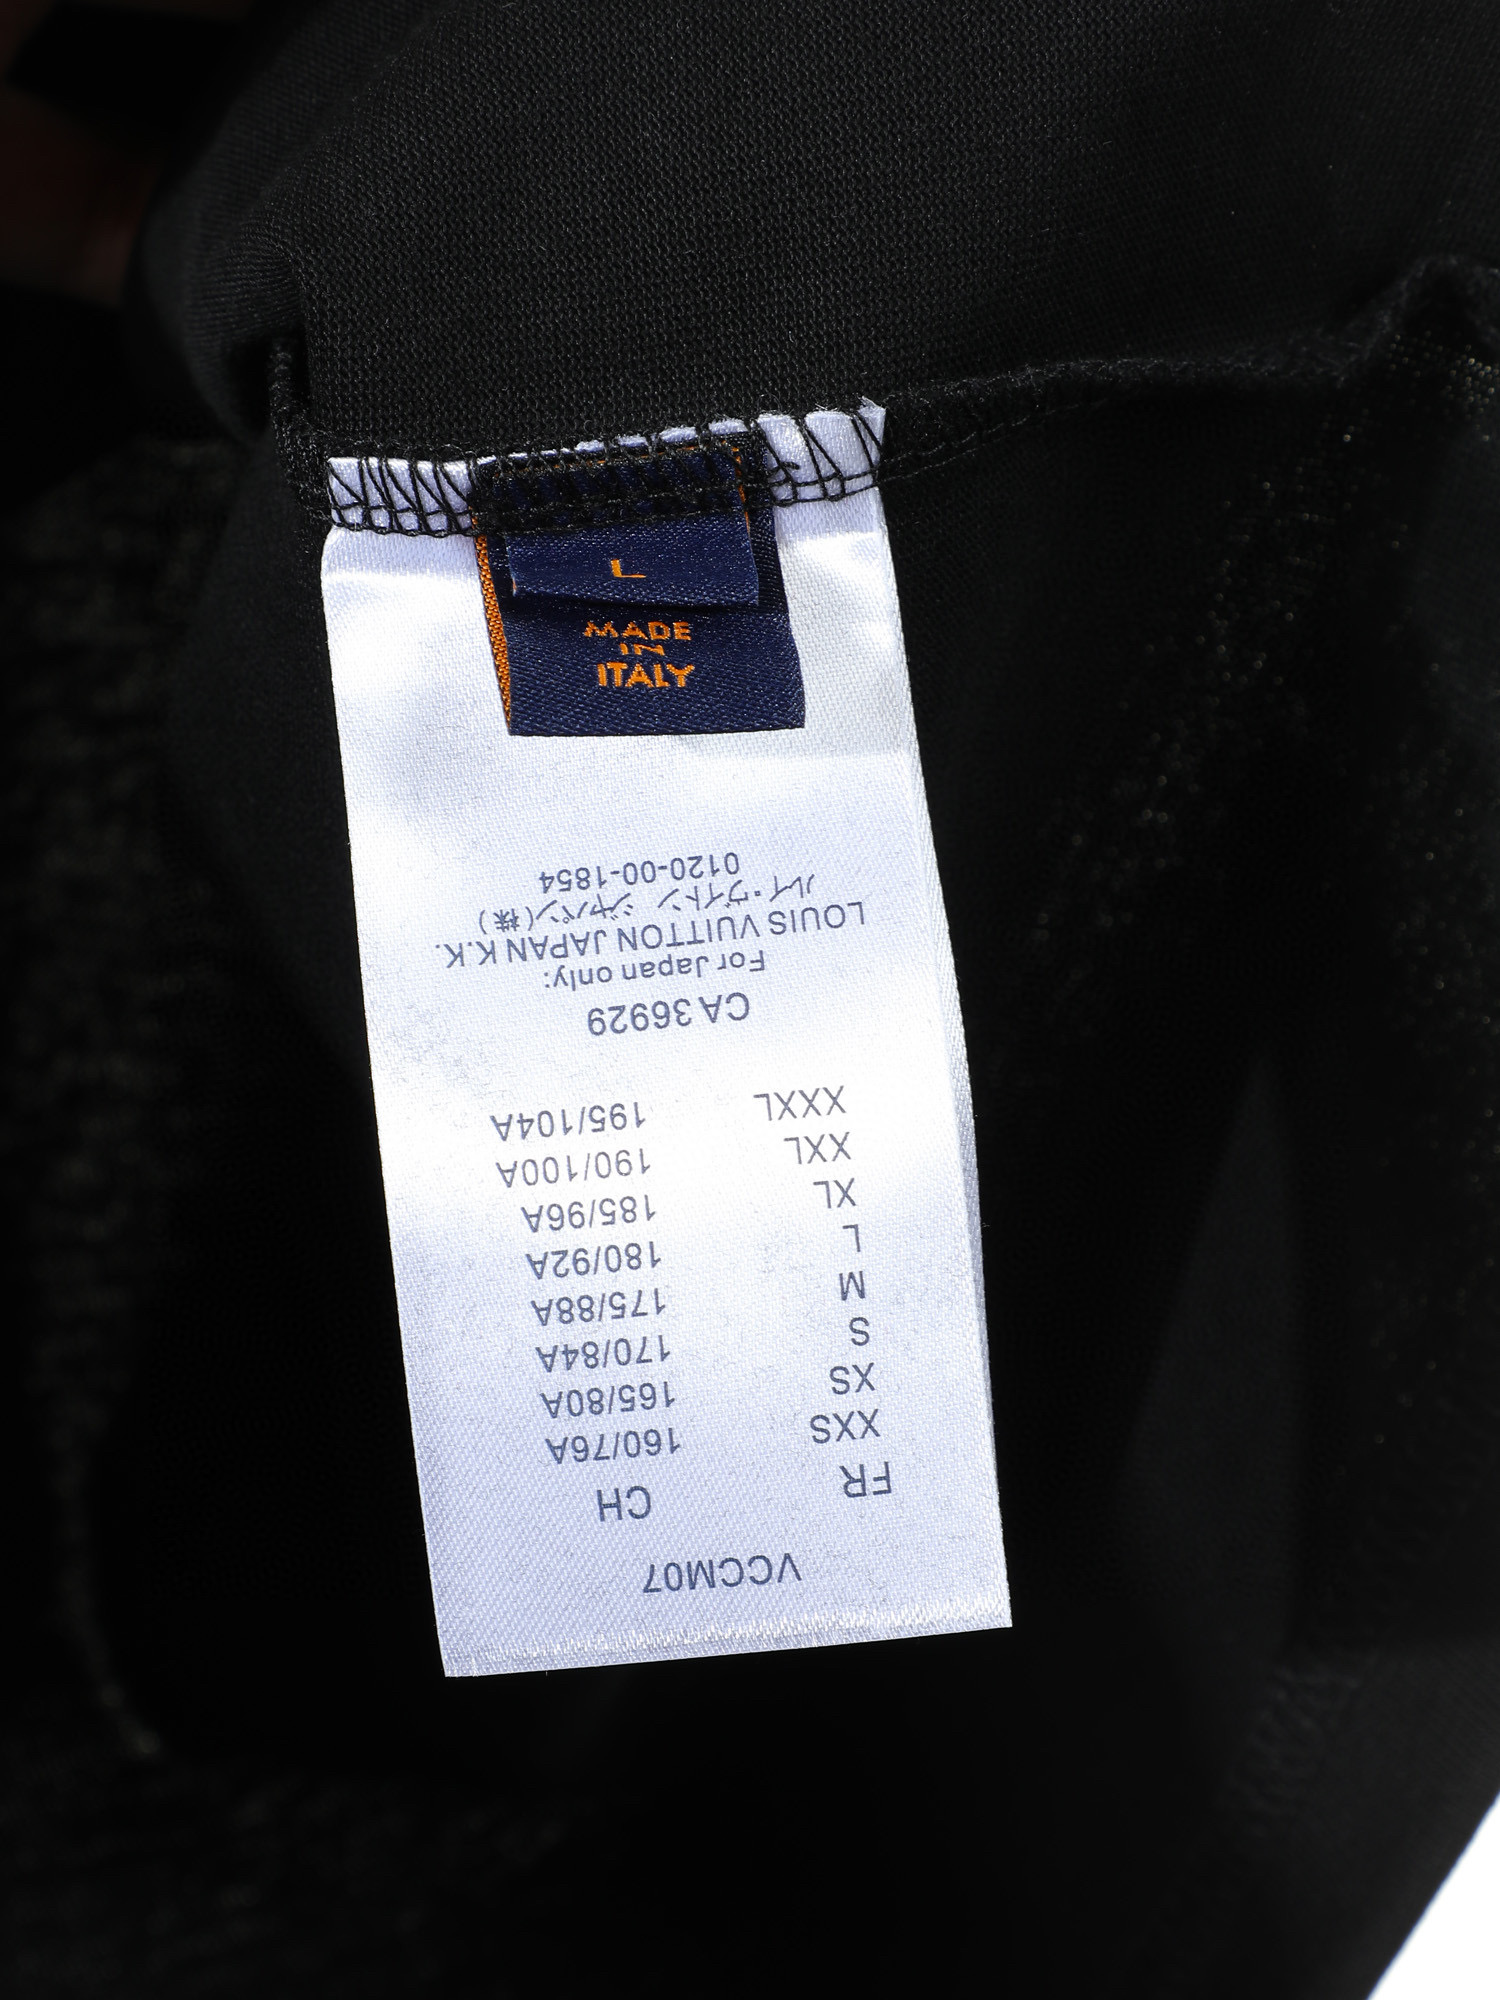 L
MADE
IN
ITALY
VCCM07
FR CH
XXS 160/76A
XS 165/80A
S 170/84A
M 175/88A
L 180/92A
XL 185/96A
XXL 190/100A
XXXL 195/104A
CA 36929
For Japan only:
LOUIS VUITTON JAPAN K.K.
ルイ・ヴィトン ジャパン(株)
0120-00-1854